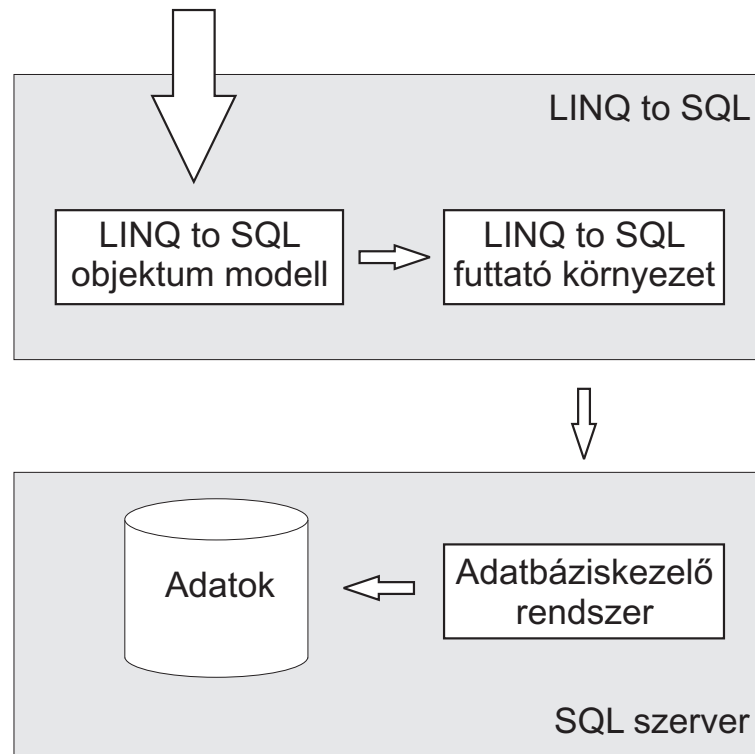 LINQ to SQL
LINQ to SQL
objektum modell
LINQ to SQL
futtató környezet
Adatok
Adatbáziskezelő
rendszer
SQL szerver